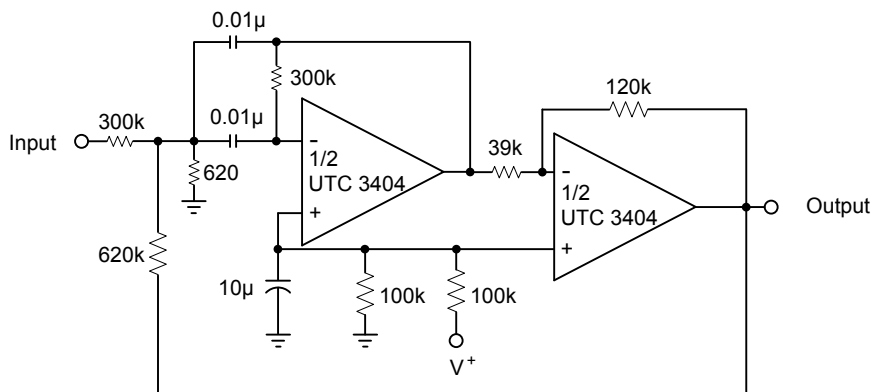 0.01µ
300k
120k
0.01µ
300k
Input
-
39k
-
620
1/2
UTC 3404
1/2
UTC 3404
Output
+
+
620k
10µ
100k
100k
V+